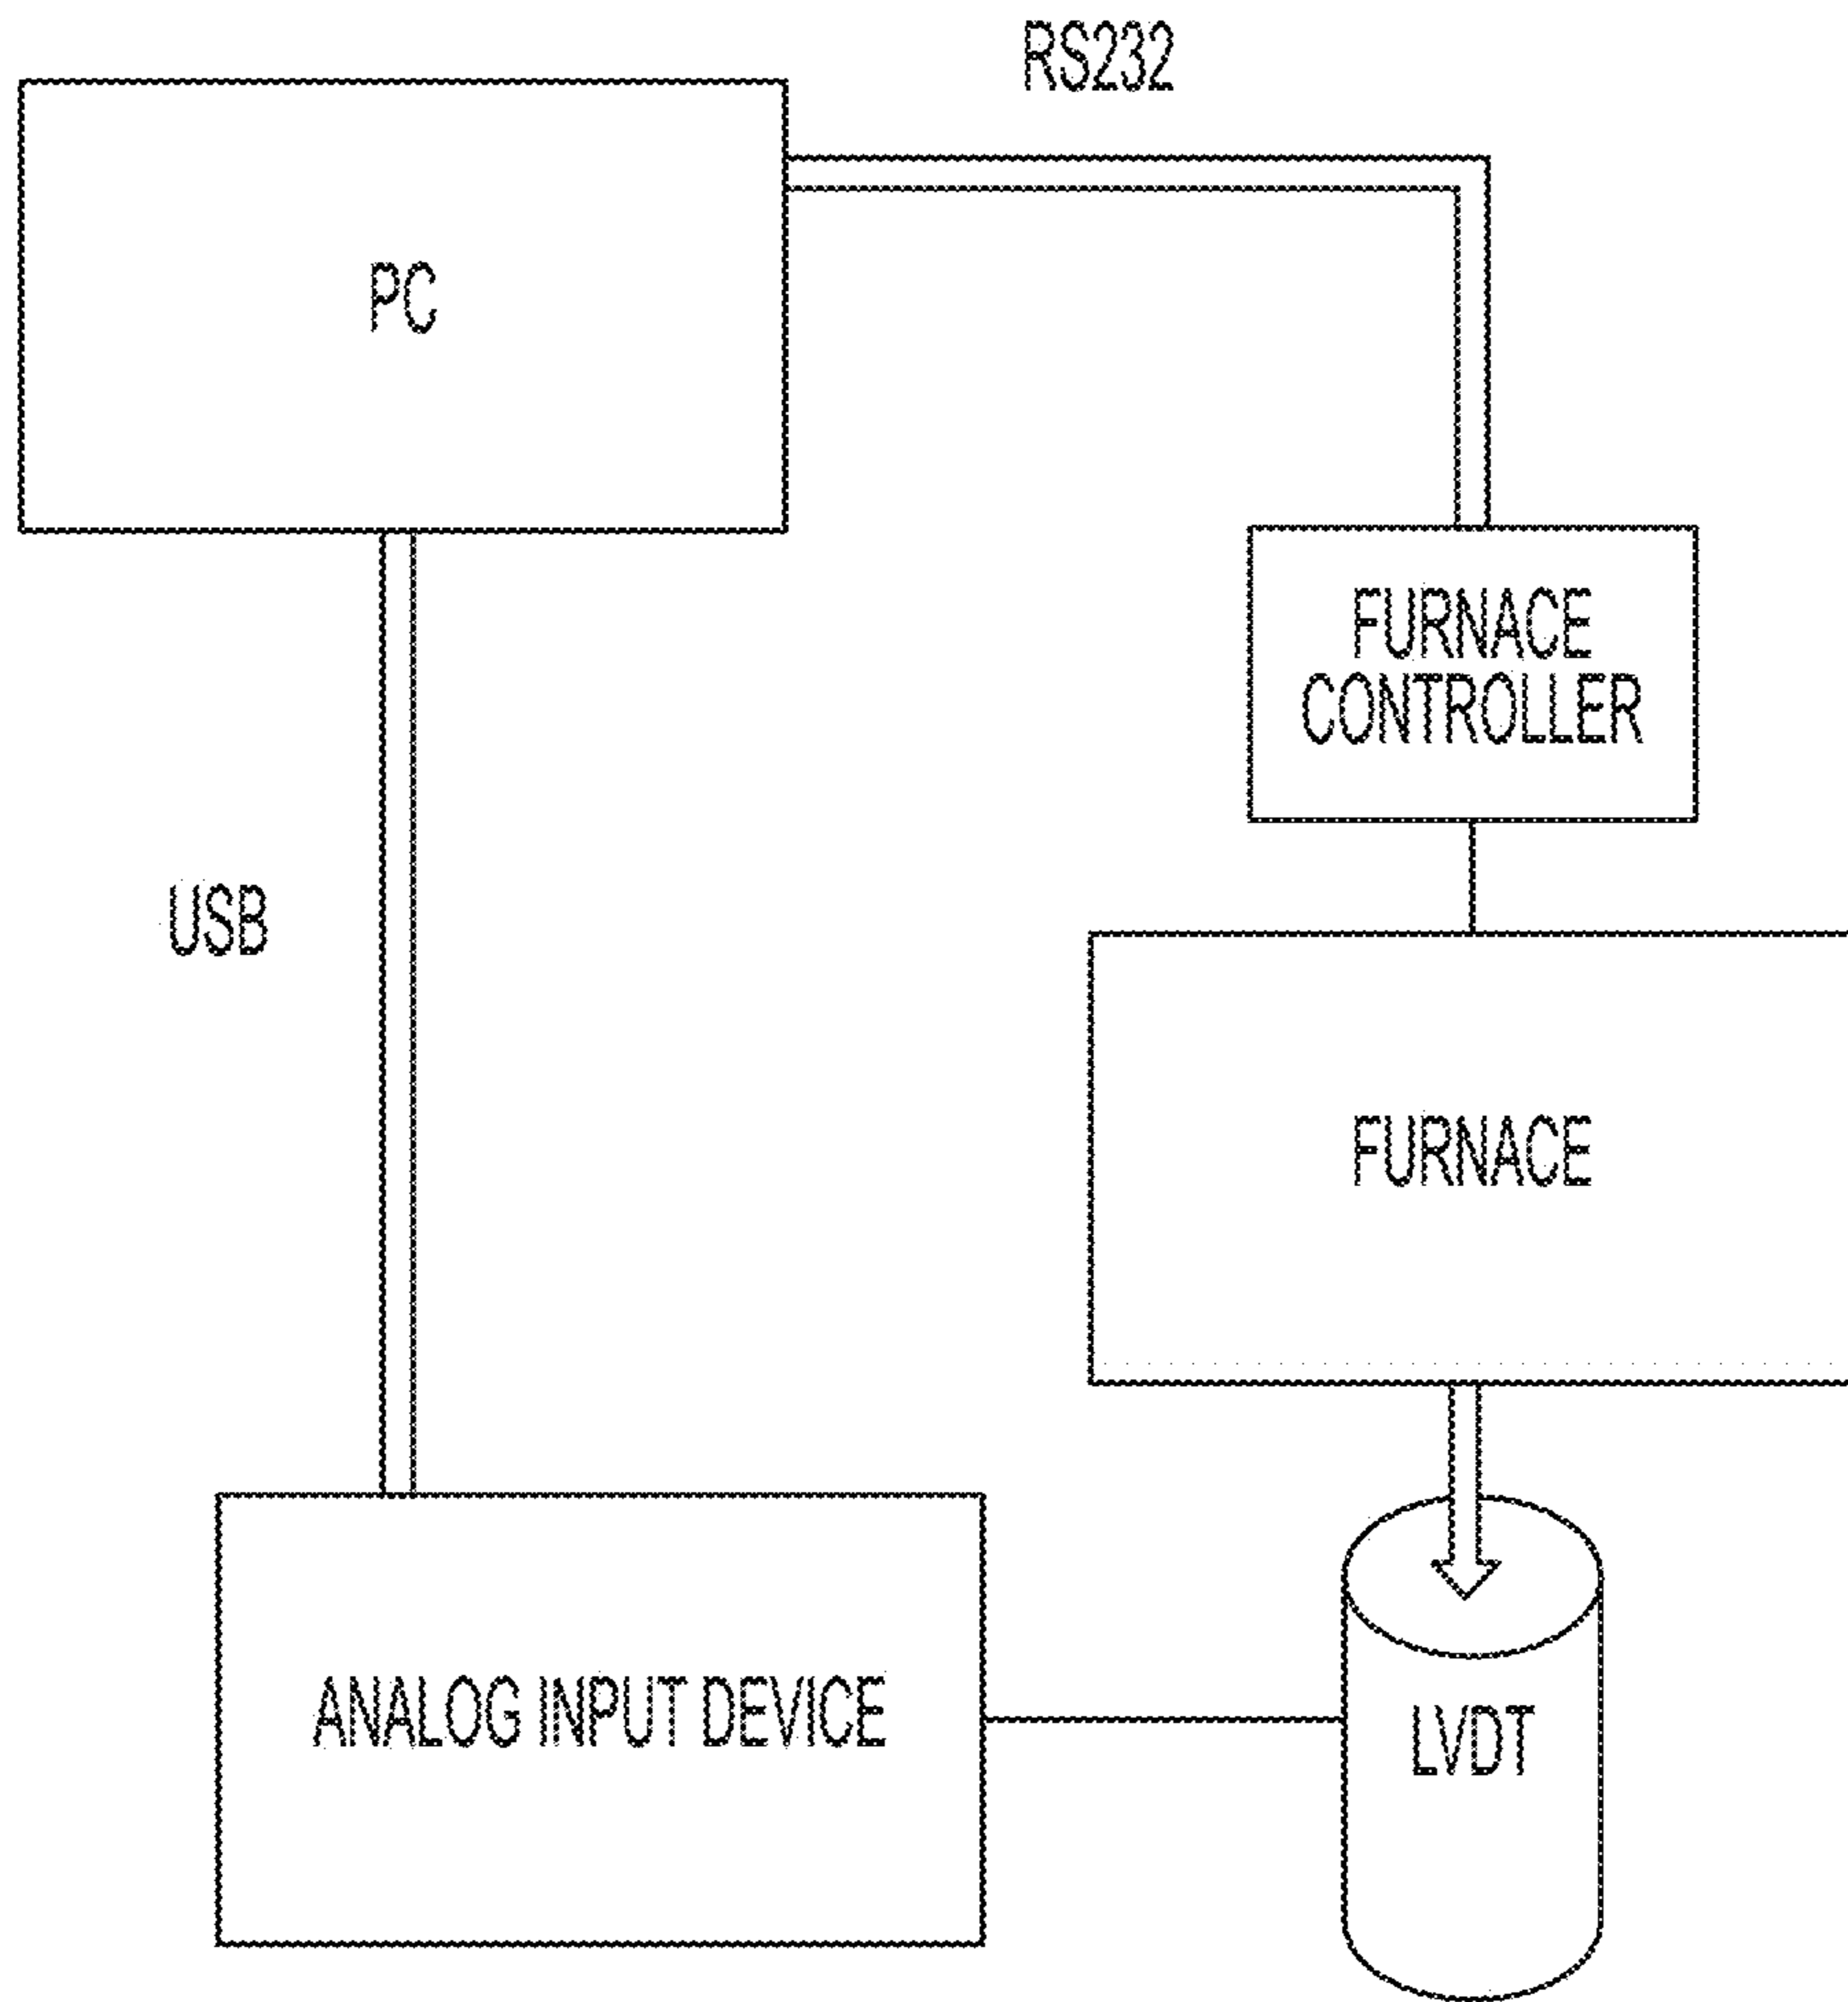 RS232
PC
FURNACE
CONTROLLER
USB
FURNACE
ANALOG INPUT DEVICE
LVDT